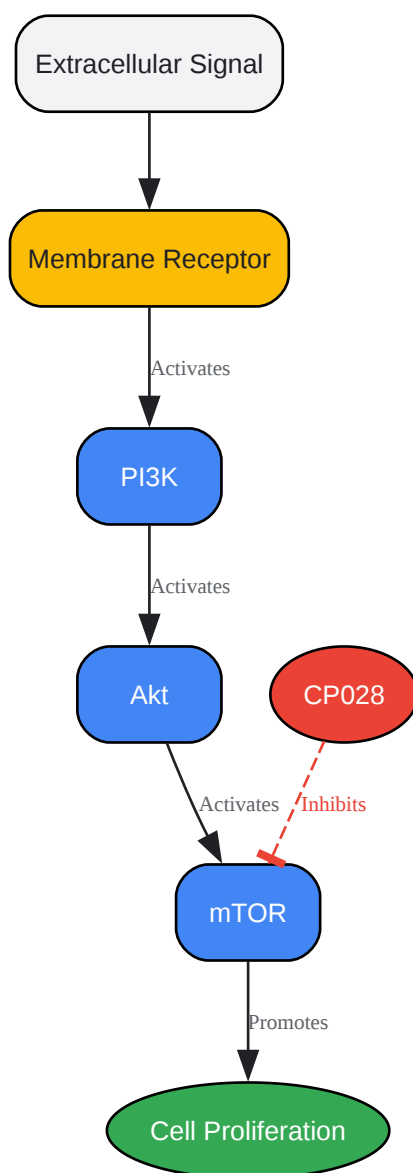 Extracellular Signal
Membrane Receptor
Activates
PI3K
Activates
Akt
CP028
Activates
Inhibits
mTOR
Promotes
Cell Proliferation